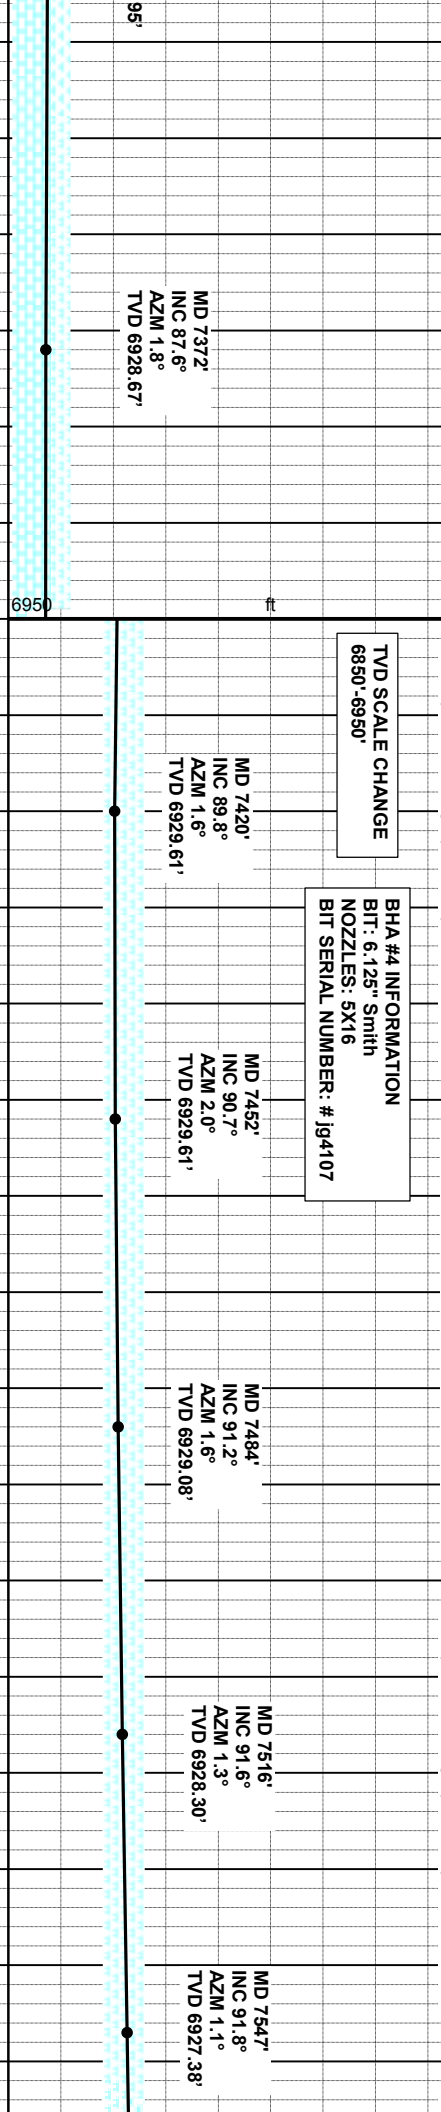 95'
MD 7372'
INC 87.6°
AZM 1.8°
TVD 6928.67'
6950
ft
TVD SCALE CHANGE
6850'-6950'
MD 7420'
INC 89.8°
AZM 1.6°
TVD 6929.61'
BHA #4 INFORMATION
BIT: 6.125" Smith
NOZZLES: 5X16
BIT SERIAL NUMBER: # jg4107
MD 7452'
INC 90.7°
AZM 2.0°
TVD 6929.61'
MD 7484'
INC 91.2°
AZM 1.6°
TVD 6929.08'
MD 7516'
INC 91.6°
AZM 1.3°
TVD 6928.30'
MD 7547'
INC 91.8°
AZM 1.1°
TVD 6927.38'